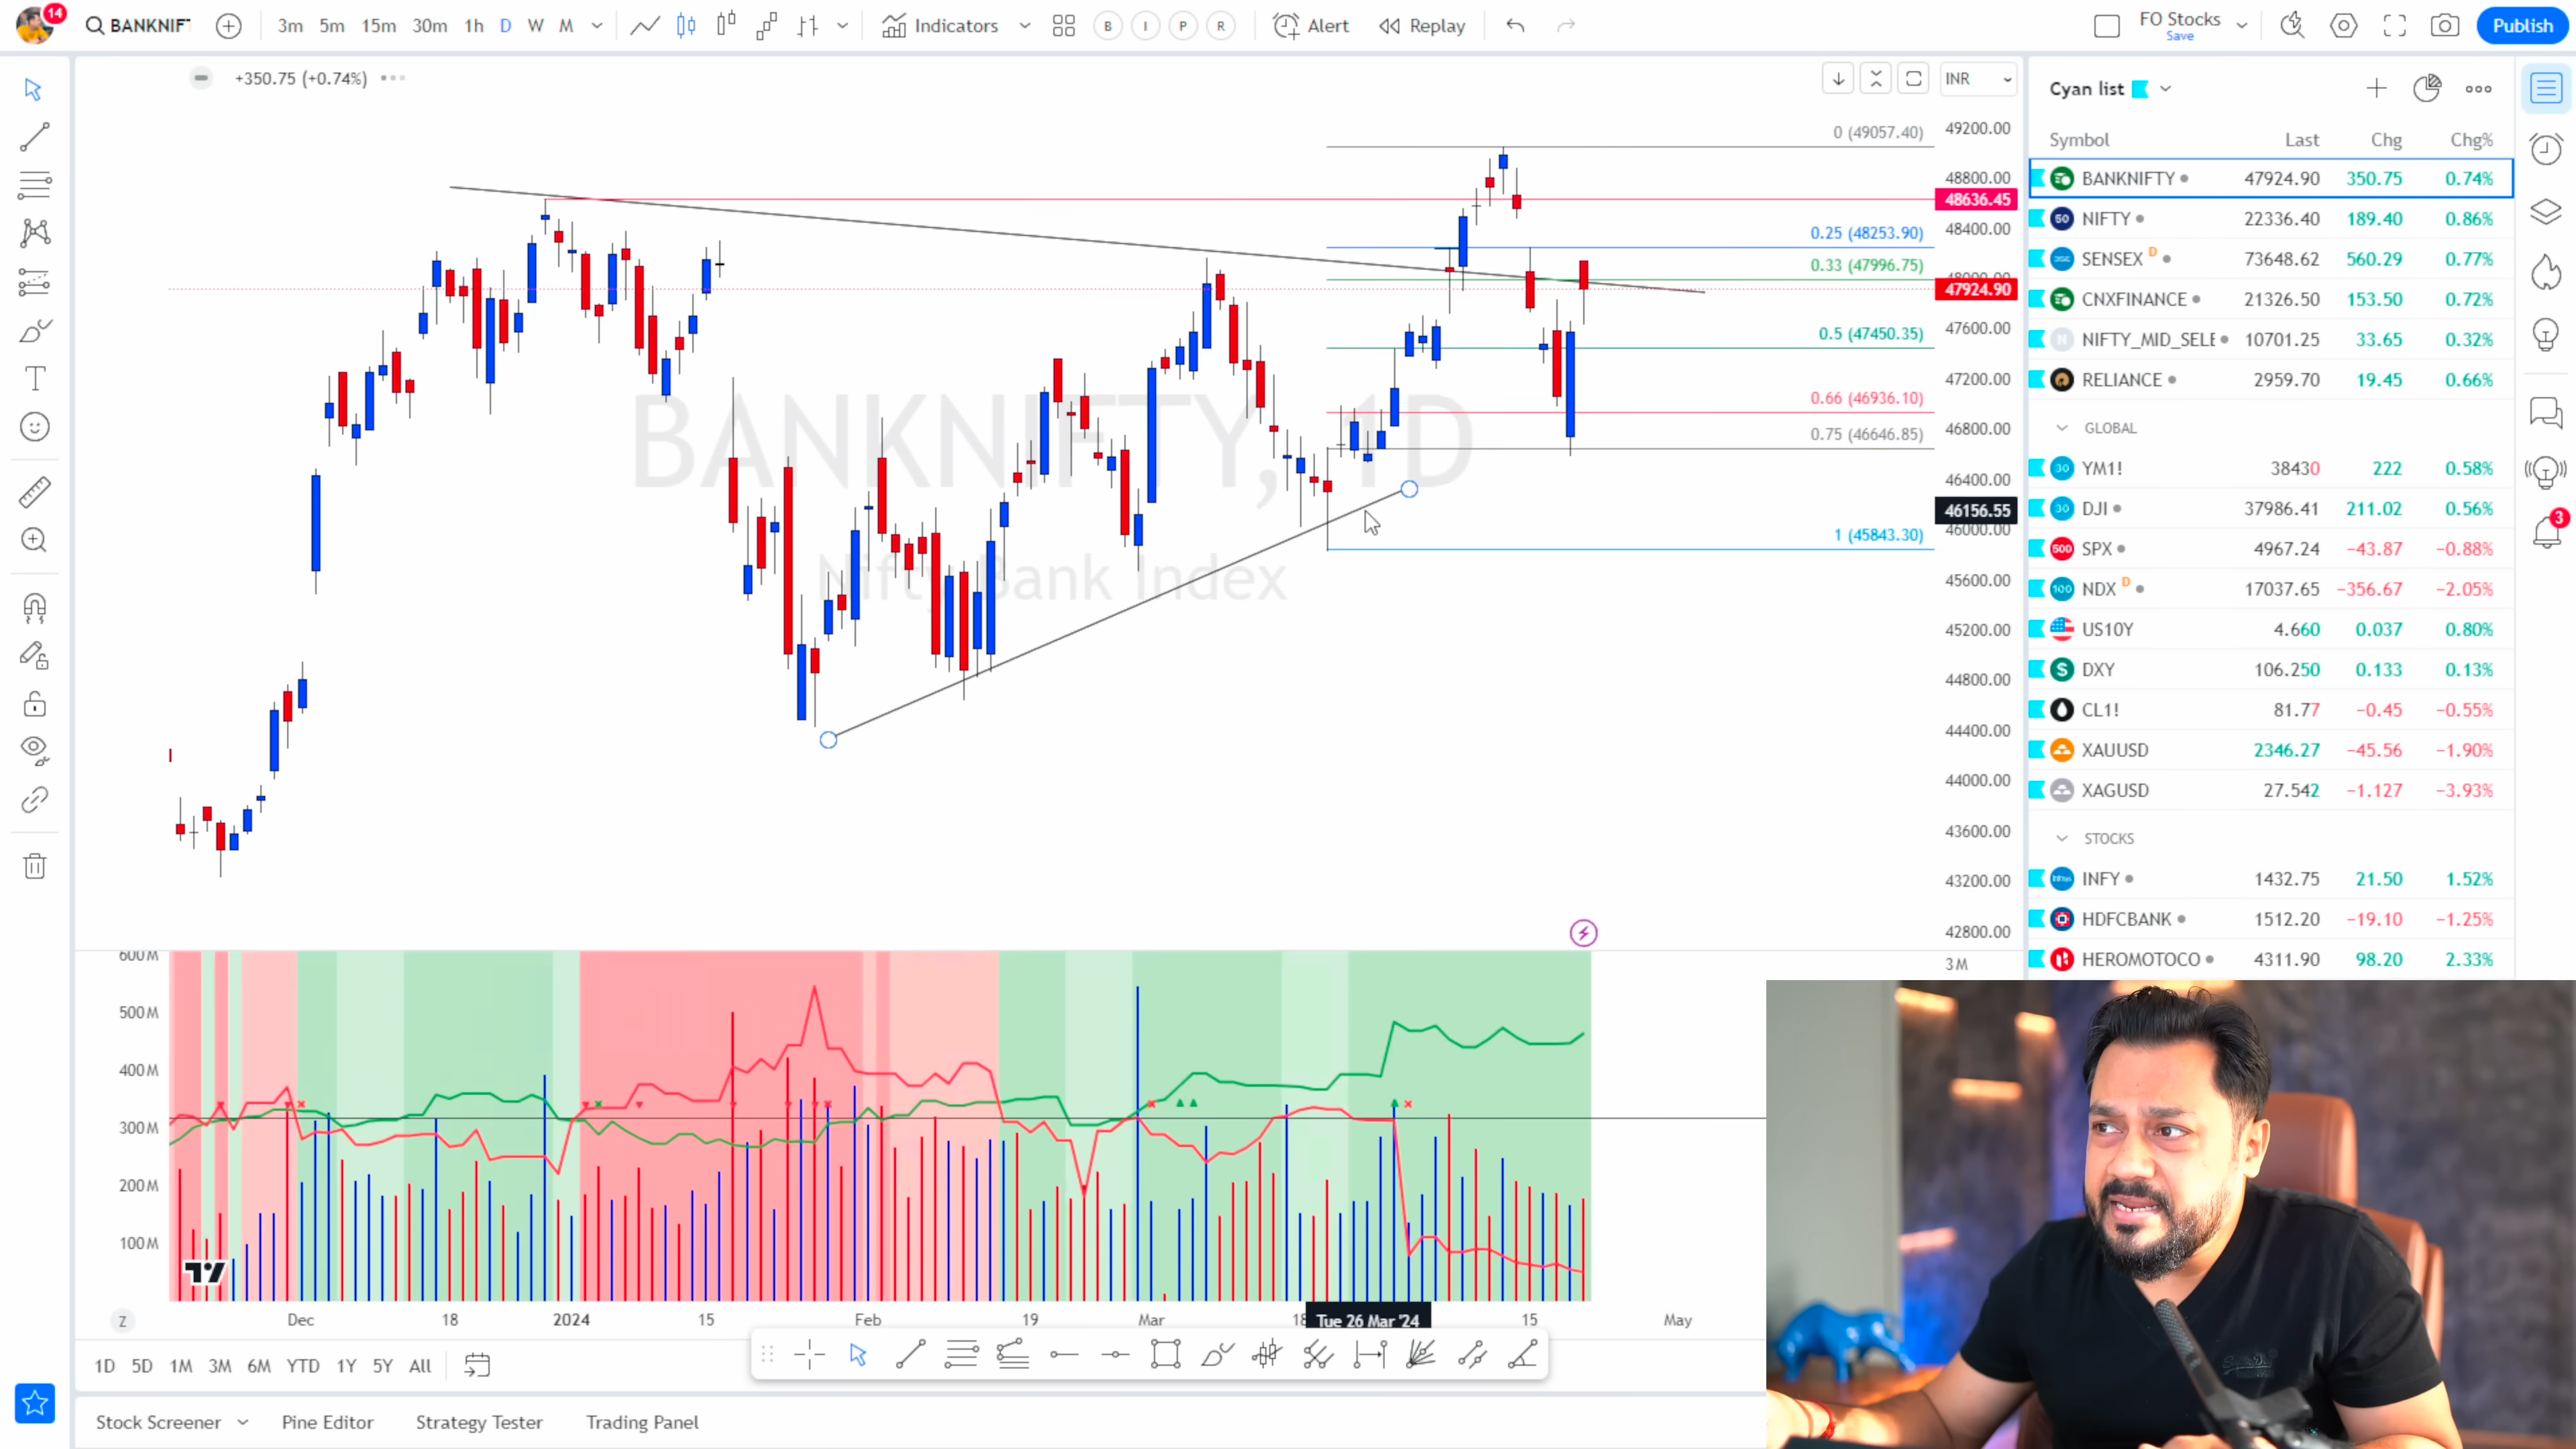 14
BANKNIFT
3m 5m 15m 30m 1h D W M
Indicators
B I P R
Alert
Replay
FO Stocks
Save
Publish
+350.75 (+0.74%)
INR
Cyan list
Symbol Last Chg Chg%
BANKNIFTY 47924.90 350.75 0.74%
50 NIFTY 22336.40 189.40 0.86%
SENSEX D 73648.62 560.29 0.77%
CNXFINANCE 21326.50 153.50 0.72%
N NIFTY_MID_SELE 10701.25 33.65 0.32%
RELIANCE 2959.70 19.45 0.66%
GLOBAL
30 YM1! 38430 222 0.58%
30 DJI 37986.41 211.02 0.56%
500 SPX 4967.24 −43.87 −0.88%
100 NDX D 17037.65 −356.67 −2.05%
US10Y 4.660 0.037 0.80%
S DXY 106.250 0.133 0.13%
CL1! 81.77 −0.45 −0.55%
XAUUSD 2346.27 −45.56 −1.90%
XAGUSD 27.542 −1.127 −3.93%
STOCKS
INFY 1432.75 21.50 1.52%
HDFCBANK 1512.20 −19.10 −1.25%
HEROMOTOCO 4311.90 98.20 2.33%
3
0 (49057.40)
0.25 (48253.90)
0.33 (47996.75)
0.5 (47450.35)
0.66 (46936.10)
0.75 (46646.85)
1 (45843.30)
49200.00
48800.00
48636.45
48400.00
48000.00
47924.90
47600.00
47200.00
46800.00
46400.00
46156.55
46000.00
45600.00
45200.00
44800.00
44400.00
44000.00
43600.00
43200.00
42800.00
3M
BANKNIFTY, 1D
Nifty Bank Index
600M
500M
400M
300M
200M
100M
Z
Dec 18 2024 15 Feb 19 Mar 18 Tue 26 Mar '24 15 May
1D 5D 1M 3M 6M YTD 1Y 5Y All
Stock Screener Pine Editor Strategy Tester Trading Panel